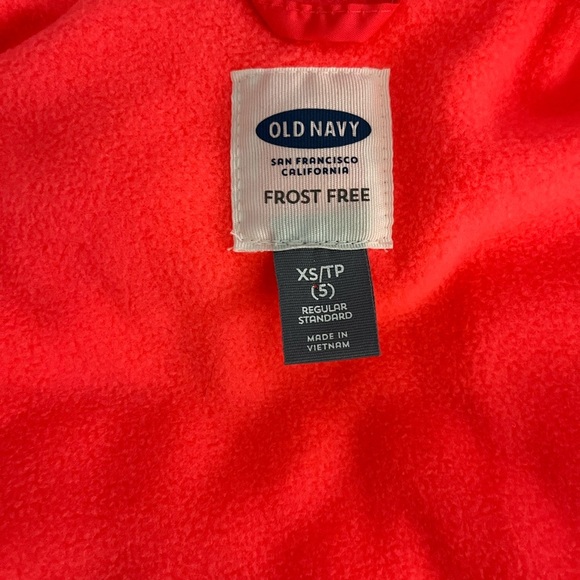 OLD NAVY
SAN FRANCISCO
CALIFORNIA
FROST FREE
XS/TP
(5)
REGULAR
STANDARD
MADE IN
VIETNAM